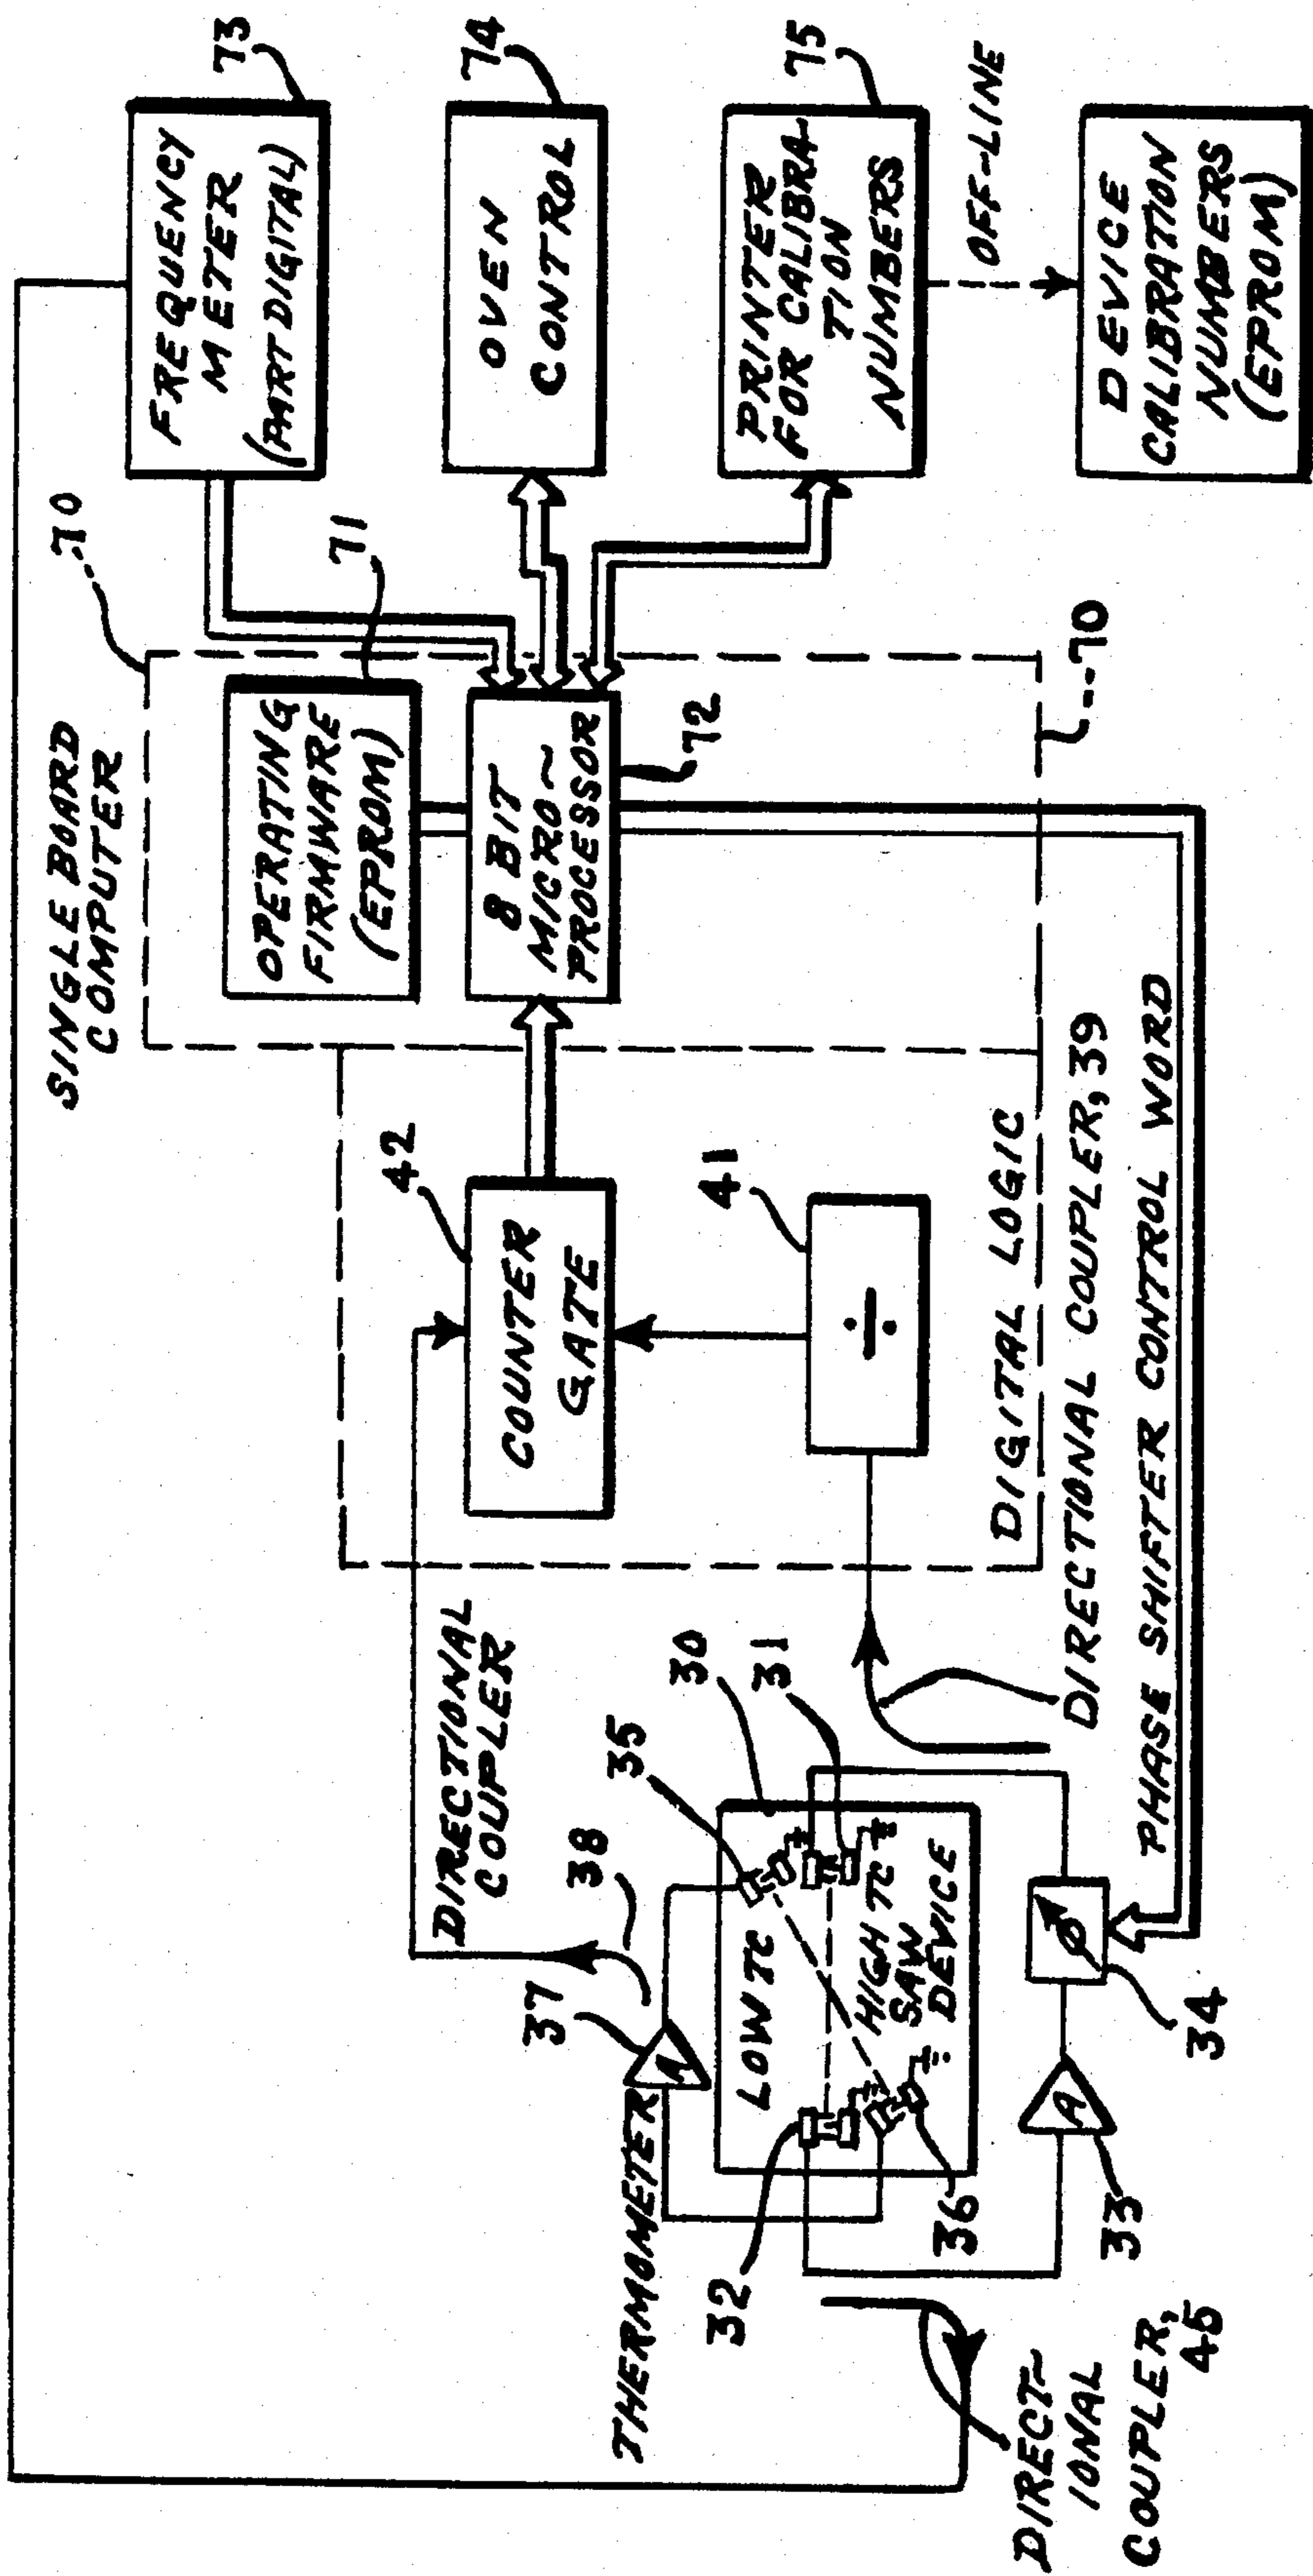 SINGLE BOARD
COMPUTER
--70
73
FREQUENCY
METER
(PART DIGITAL)
71
OPERATING
FIRMWARE
(EPROM)
74
OVEN
CONTROL
42
COUNTER
GATE
8 BIT
MICRO~
PROCESSOR
72
75
PRINTER
FOR CALIBRA-
TION
NUMBERS
OFF-LINE
DEVICE
CALIBRATION
NUMBERS
(EPROM)
41
÷
DIGITAL LOGIC
--70
DIRECTIONAL
COUPLER
38
37
THERMOMETER
A
35
30
31
LOW TC
HIGH TC
SAW
DEVICE
32
36
33
A
34
Ø
DIRECTIONAL COUPLER, 39
PHASE SHIFTER CONTROL WORD
DIRECT~
IONAL
COUPLER,
45